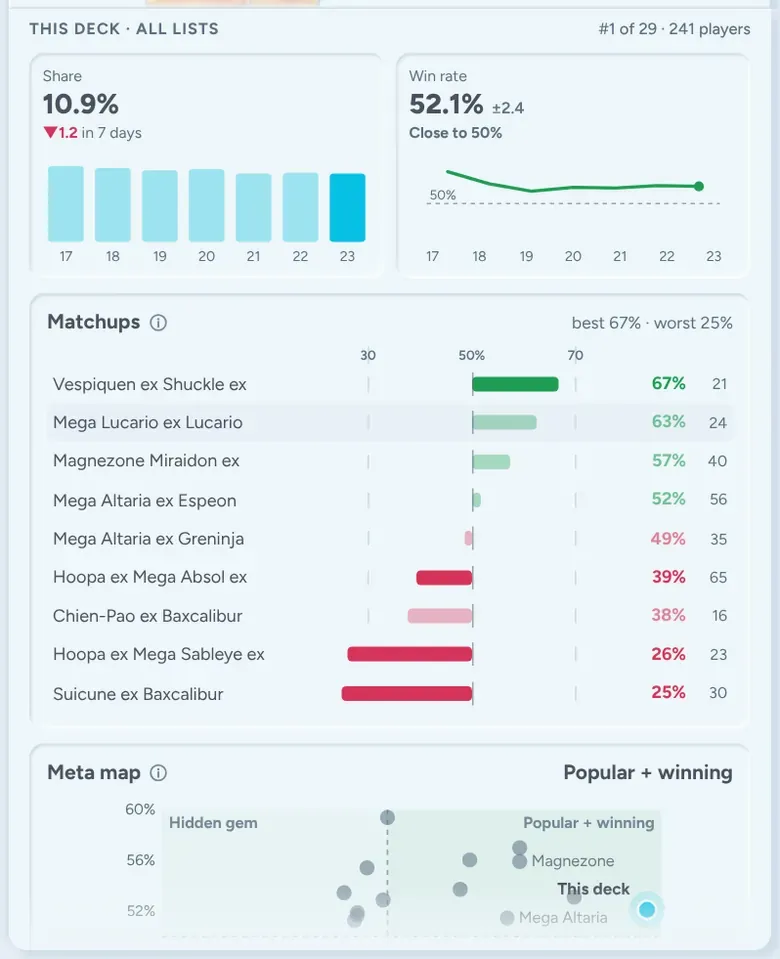 THIS DECK · ALL LISTS #1 of 29 · 241 players
Share
10.9%
▼1.2 in 7 days
17 18 19 20 21 22 23
Win rate
52.1% ±2.4
Close to 50%
50%
17 18 19 20 21 22 23
Matchups best 67% · worst 25%
30 50% 70
Vespiquen ex Shuckle ex 67% 21
Mega Lucario ex Lucario 63% 24
Magnezone Miraidon ex 57% 40
Mega Altaria ex Espeon 52% 56
Mega Altaria ex Greninja 49% 35
Hoopa ex Mega Absol ex 39% 65
Chien-Pao ex Baxcalibur 38% 16
Hoopa ex Mega Sableye ex 26% 23
Suicune ex Baxcalibur 25% 30
Meta map Popular + winning
60%
Hidden gem Popular + winning
56% Magnezone
This deck
52% Mega Altaria